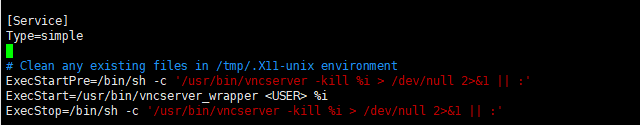 [Service]
Type=simple
# Clean any existing files in /tmp/.X11-unix environment
ExecStartPre=/bin/sh -c '/usr/bin/vncserver -kill %i > /dev/null 2>&1 || :'
ExecStart=/usr/bin/vncserver_wrapper <USER> %i
ExecStop=/bin/sh -c '/usr/bin/vncserver -kill %i > /dev/null 2>&1 || :'